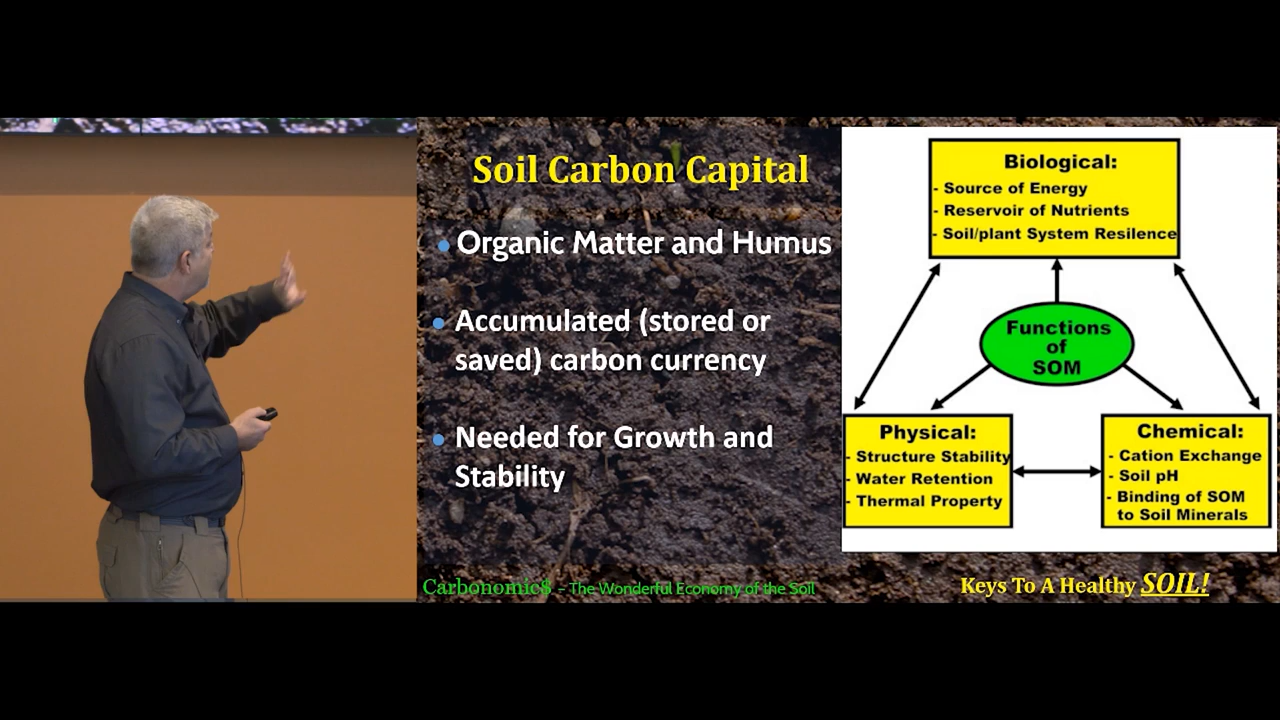 Soil Carbon Capital
Organic Matter and Humus
Accumulated (stored or
saved) carbon currency
Needed for Growth and
Stability
Carbonomic$ - The Wonderful Economy of the Soil
Biological:
- Source of Energy
- Reservoir of Nutrients
- Soil/plant System Resilence
Functions
of
SOM
Physical:
- Structure Stability
- Water Retention
- Thermal Property
Chemical:
- Cation Exchange
- Soil pH
- Binding of SOM
to Soil Minerals
Keys To A Healthy SOIL!